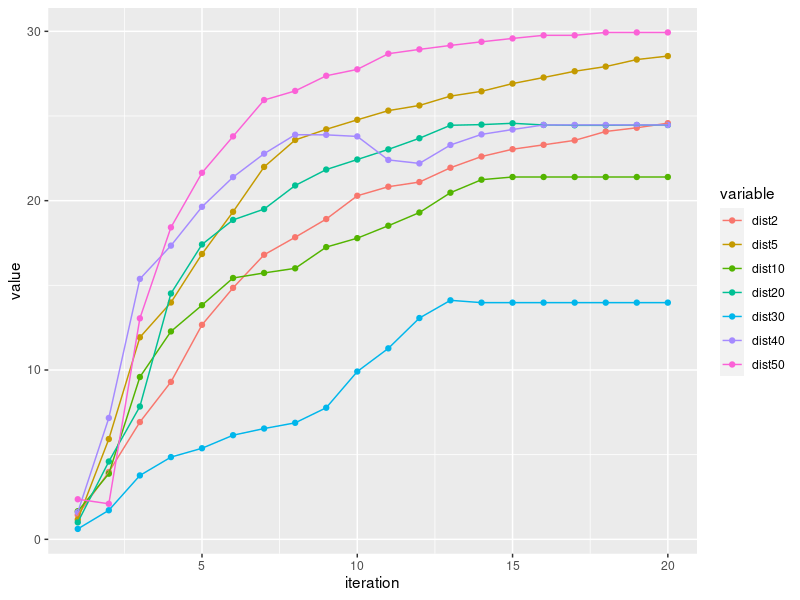 30
20
10
0
value
5
10
15
20
iteration
variable
dist2
dist5
dist10
dist20
dist30
dist40
dist50